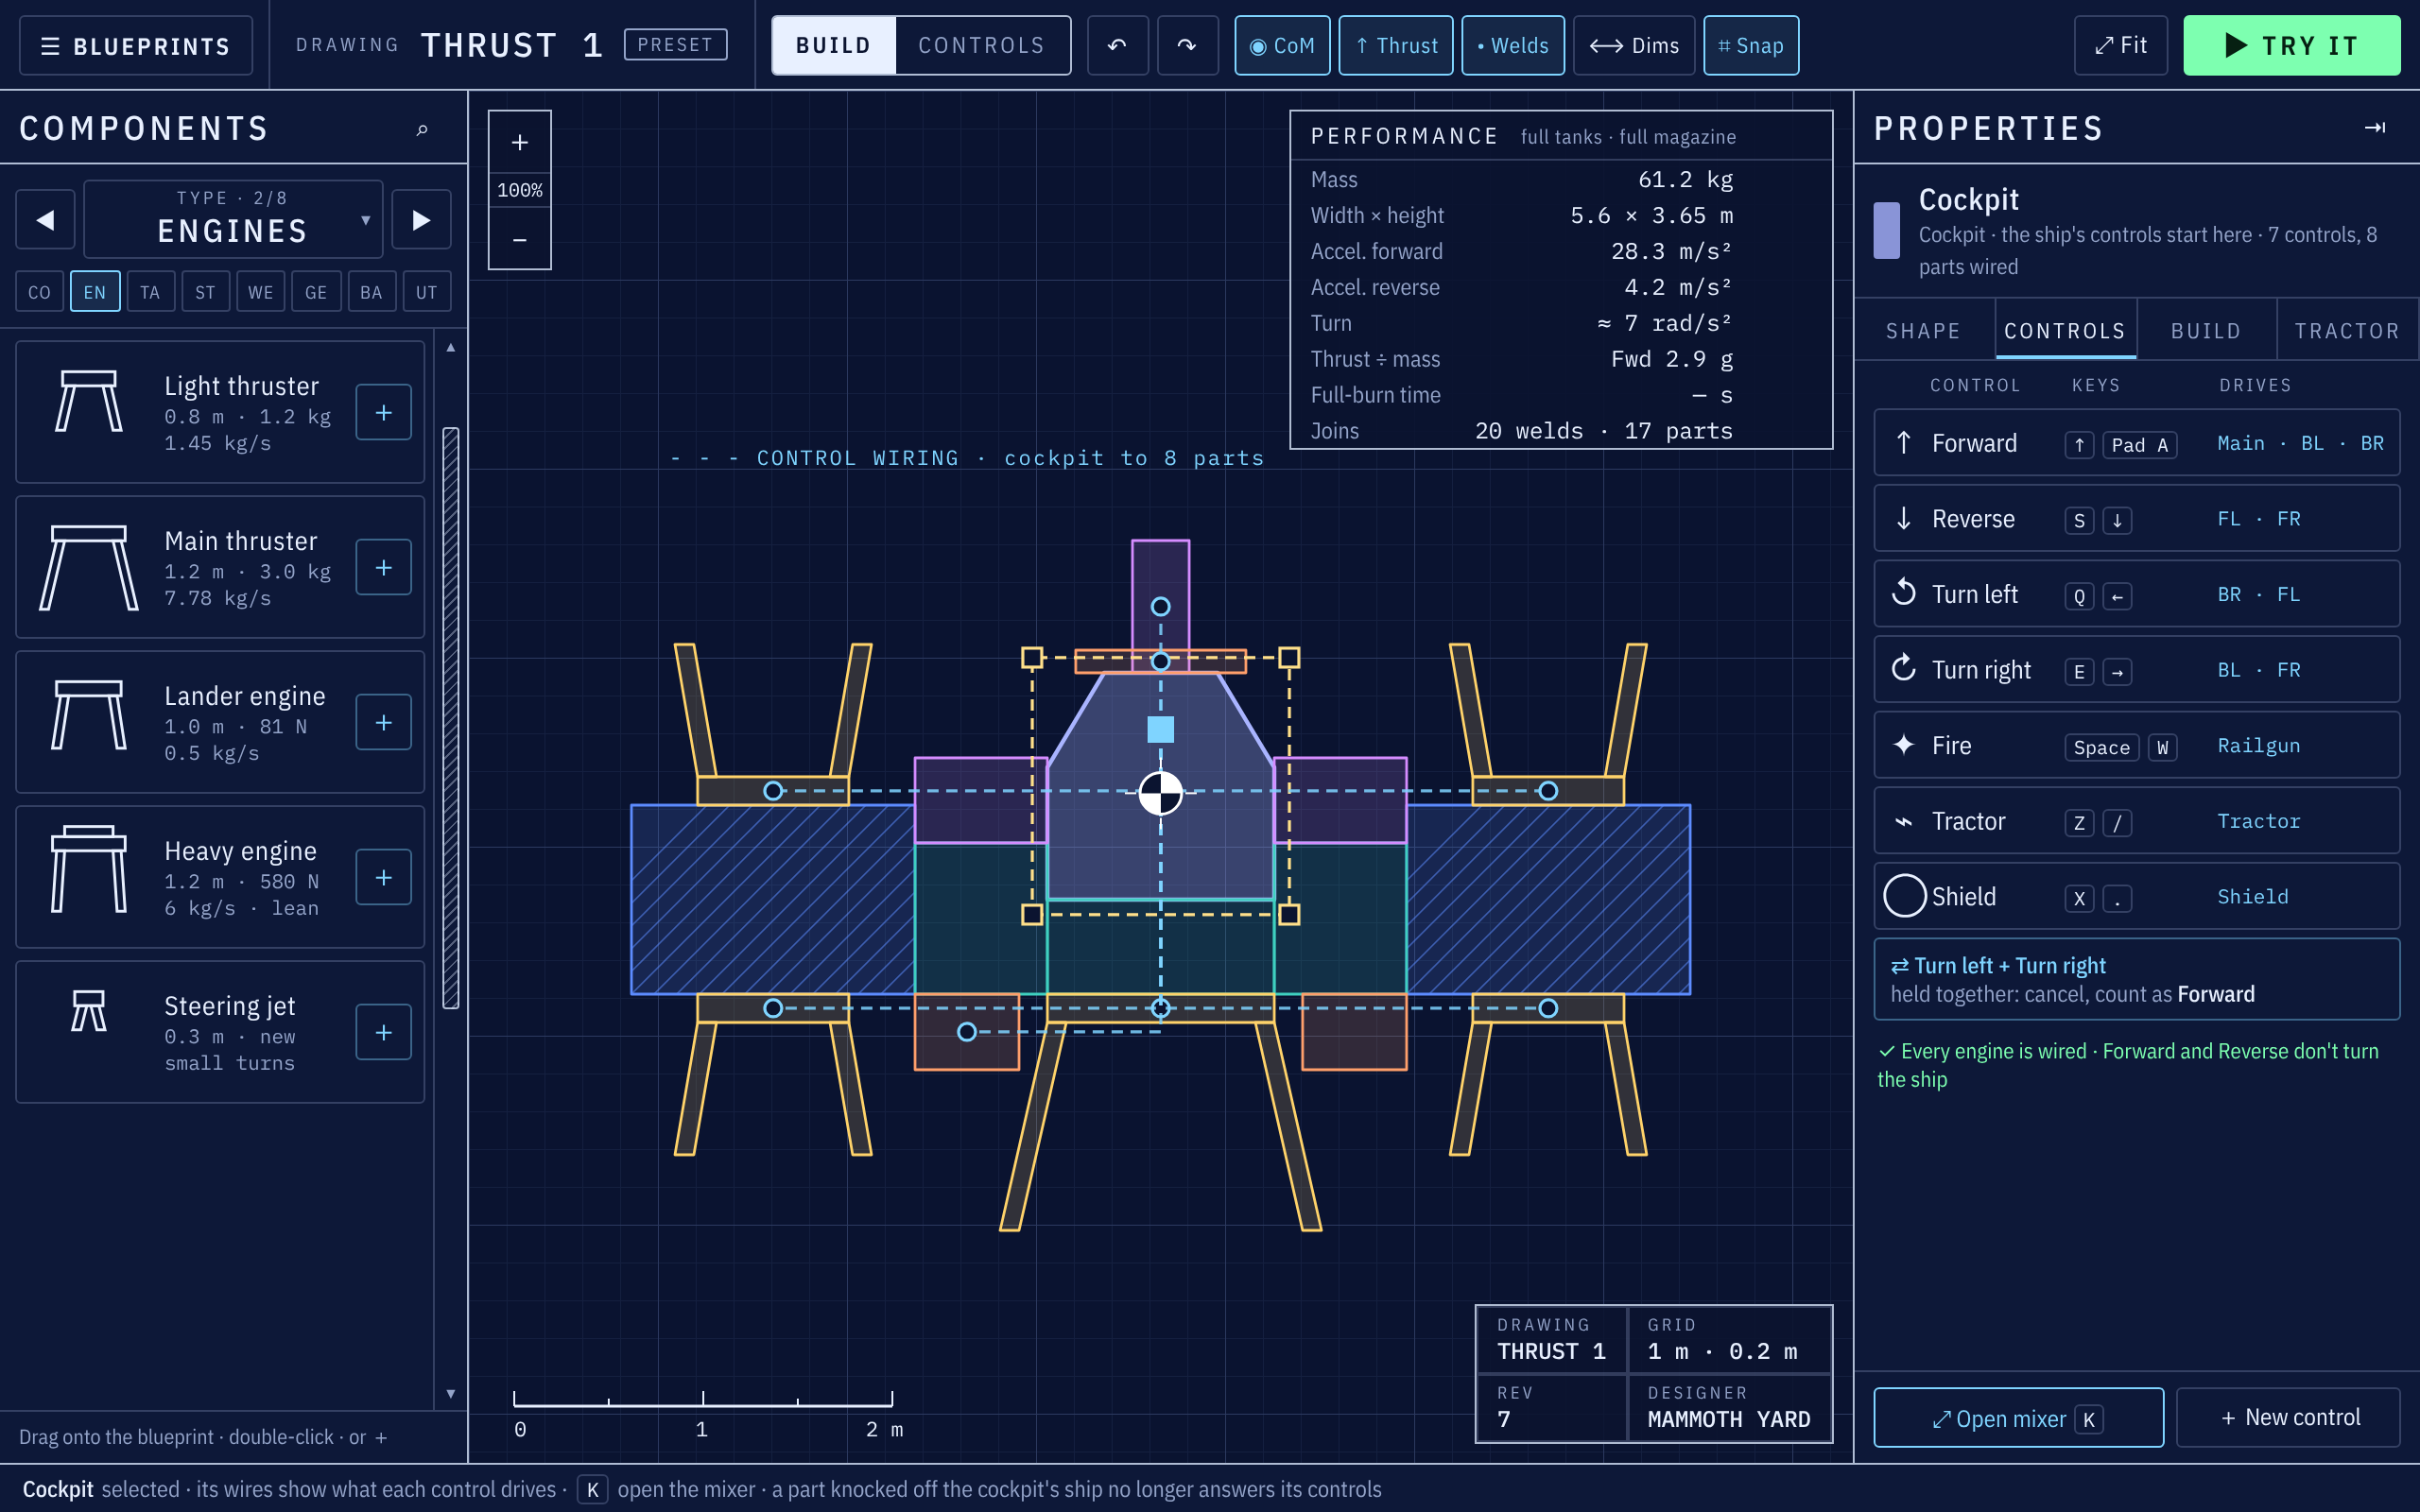 ☰ BLUEPRINTS
DRAWING THRUST 1 PRESET
BUILD CONTROLS
↶ ↷
◉ CoM ↑ Thrust • Welds ⟷ Dims ⌗ Snap
⤢ Fit
▶ TRY IT
COMPONENTS ⌕
◀ TYPE · 2/8 ▶
ENGINES ▾
CO EN TA ST WE GE BA UT
Light thruster
0.8 m · 1.2 kg
1.45 kg/s
+
Main thruster
1.2 m · 3.0 kg
7.78 kg/s
+
Lander engine
1.0 m · 81 N
0.5 kg/s
+
Heavy engine
1.2 m · 580 N
6 kg/s · lean
+
Steering jet
0.3 m · new
small turns
+
▲
▼
Drag onto the blueprint · double-click · or +
+
100%
−
PERFORMANCE full tanks · full magazine
Mass 61.2 kg
Width × height 5.6 × 3.65 m
Accel. forward 28.3 m/s²
Accel. reverse 4.2 m/s²
Turn ≈ 7 rad/s²
Thrust ÷ mass Fwd 2.9 g
Full-burn time — s
Joins 20 welds · 17 parts
- - - CONTROL WIRING · cockpit to 8 parts
0 1 2 m
DRAWING
THRUST 1
GRID
1 m · 0.2 m
REV
7
DESIGNER
MAMMOTH YARD
PROPERTIES ⇥
Cockpit
Cockpit · the ship's controls start here · 7 controls, 8
parts wired
SHAPE CONTROLS BUILD TRACTOR
CONTROL KEYS DRIVES
↑ Forward ↑ Pad A Main · BL · BR
↓ Reverse S ↓ FL · FR
Turn left Q ← BR · FL
Turn right E → BL · FR
✦ Fire Space W Railgun
Tractor Z / Tractor
Shield X . Shield
⇄ Turn left + Turn right
held together: cancel, count as Forward
✓ Every engine is wired · Forward and Reverse don't turn
the ship
⤢ Open mixer K
+ New control
Cockpit selected · its wires show what each control drives · K open the mixer · a part knocked off the cockpit's ship no longer answers its controls